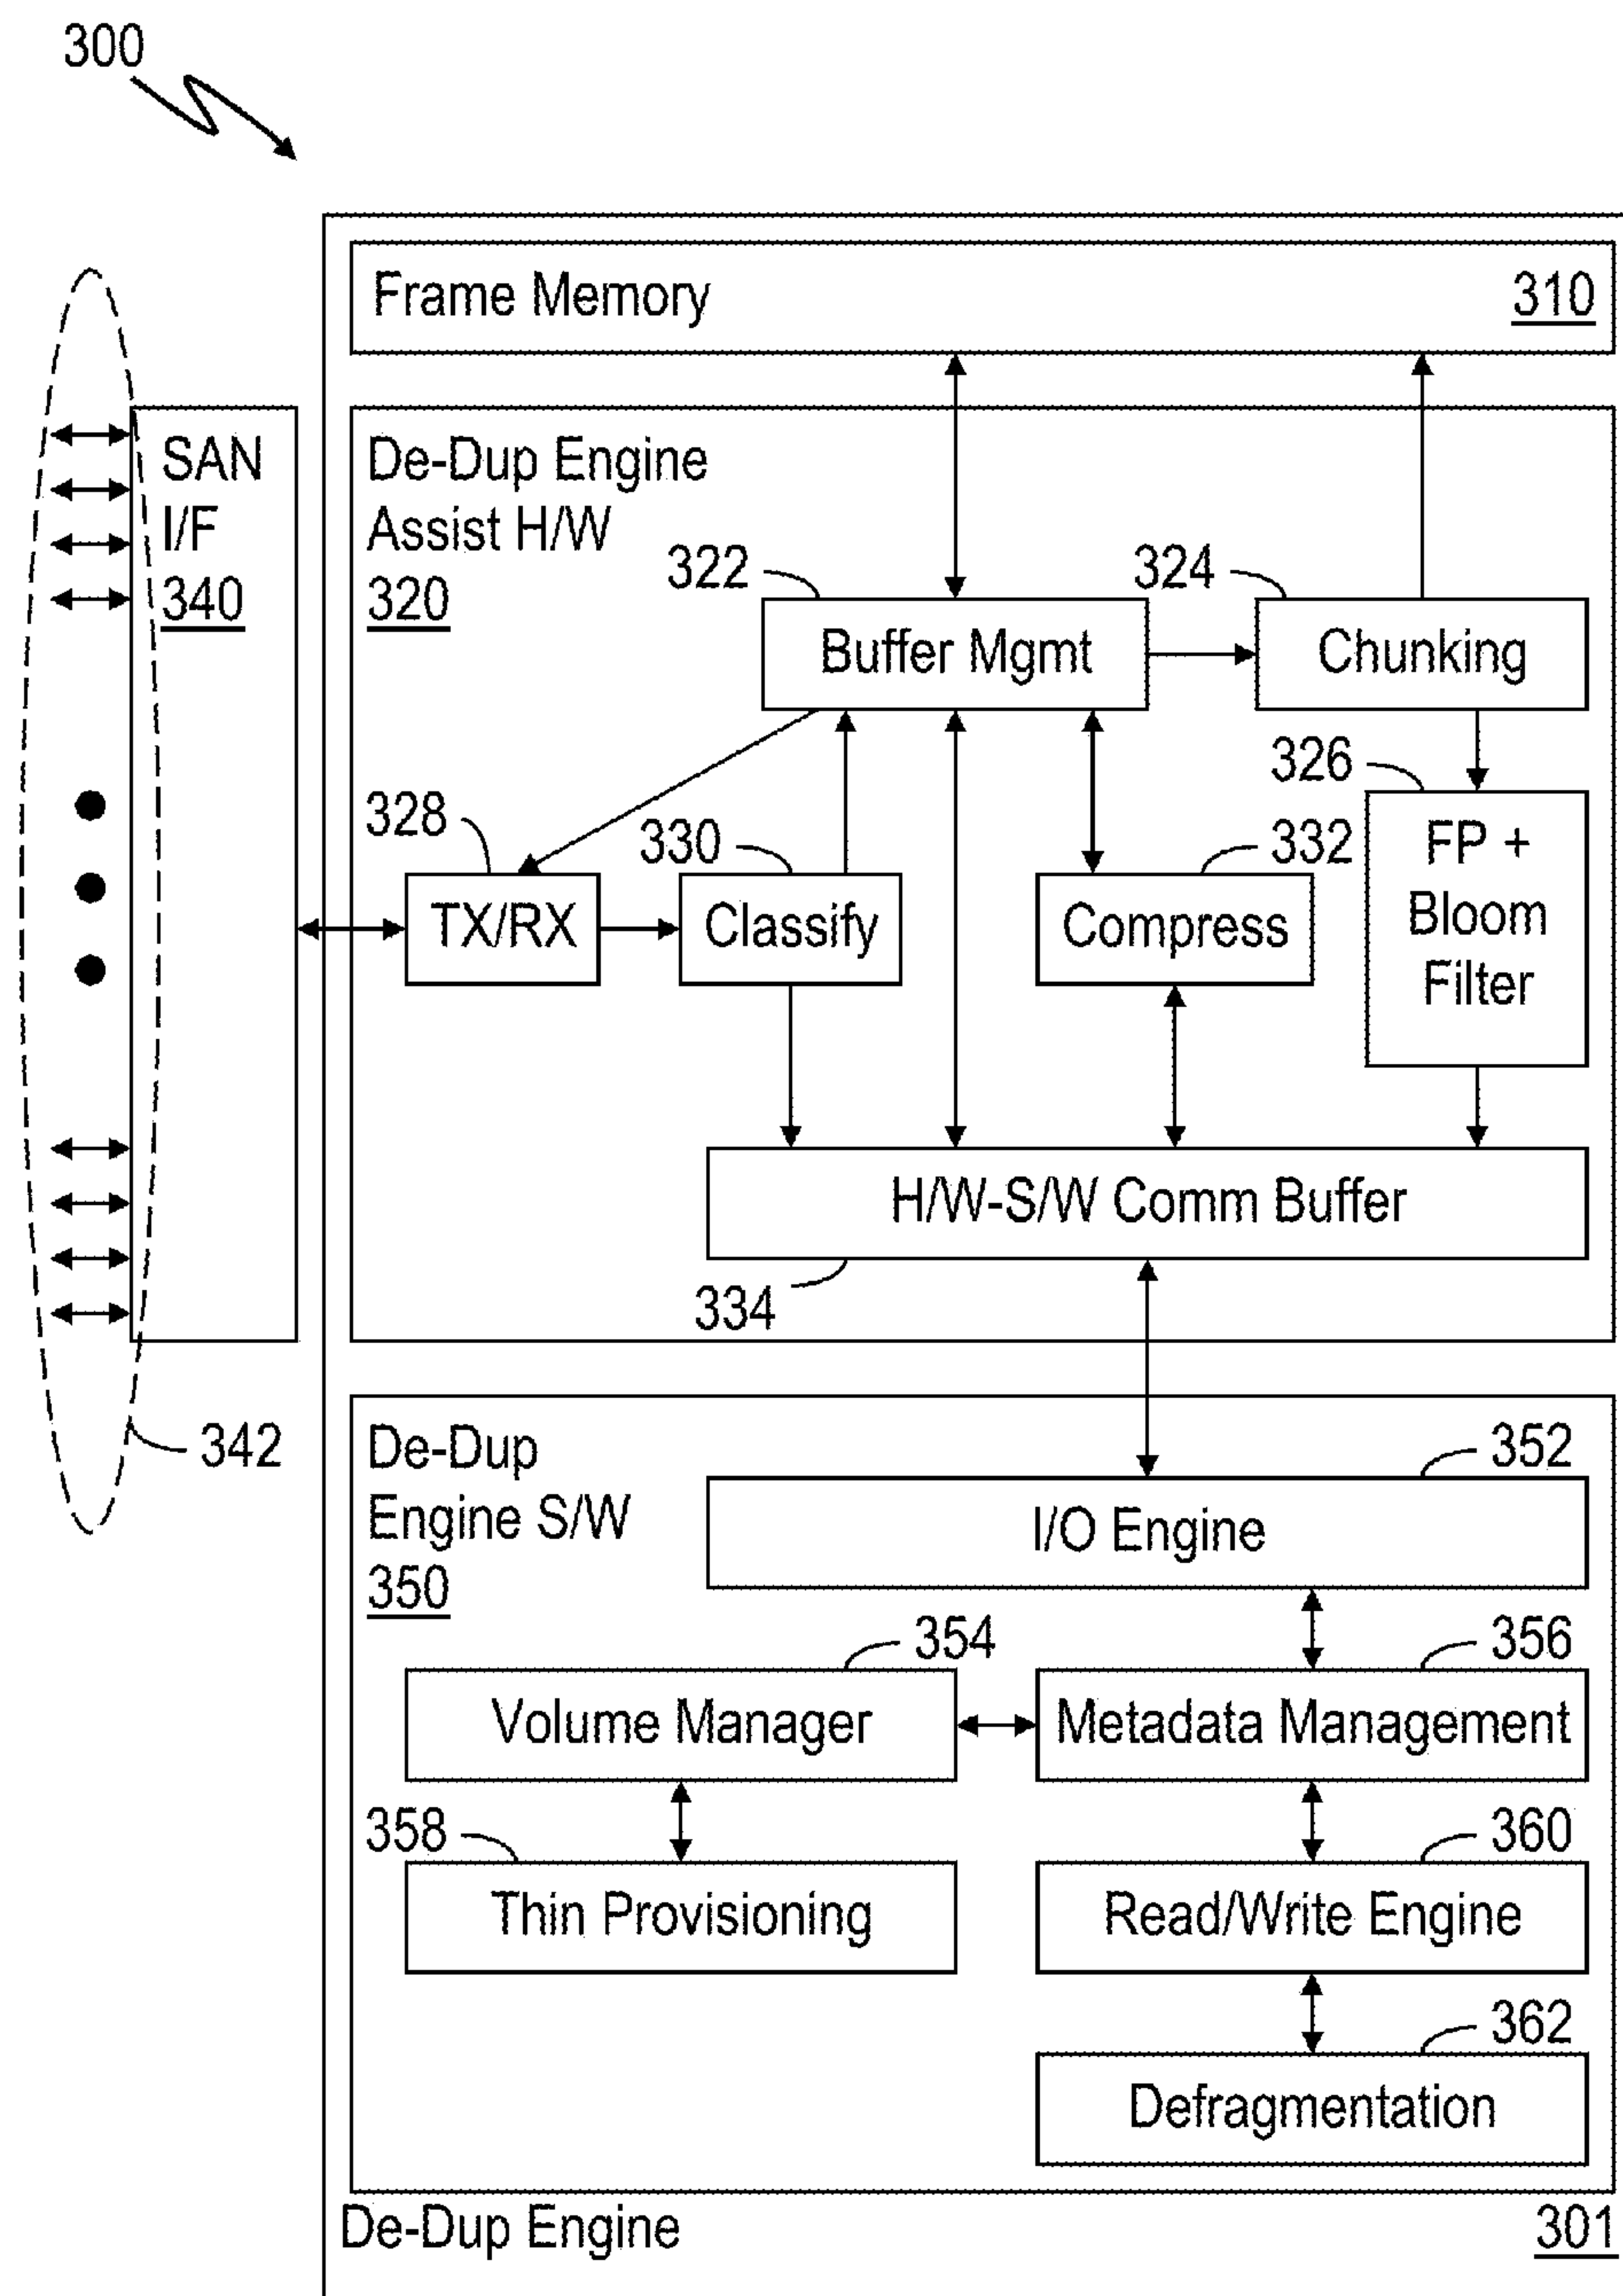 300
Frame Memory
310
SAN
I/F
340
De-Dup Engine
Assist H/W
320
322
324
Buffer Mgmt
Chunking
326
328
330
332
FP +
Bloom
Filter
TX/RX
Classify
Compress
H/W-S/W Comm Buffer
334
342
De-Dup
Engine S/W
350
352
I/O Engine
354
356
Volume Manager
Metadata Management
358
360
Thin Provisioning
Read/Write Engine
362
Defragmentation
De-Dup Engine
301